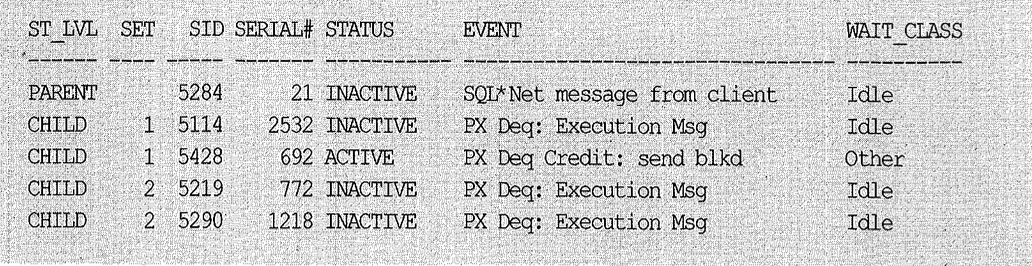 ST_LVL SET SID SERIAL# STATUS EVENT WAIT_CLASS
------ ---- ----- ------- ----------- -------------------------------- ----------
PARENT 5284 21 INACTIVE SQL*Net message from client Idle
CHILD 1 5114 2532 INACTIVE PX Deq: Execution Msg Idle
CHILD 1 5428 692 ACTIVE PX Deq Credit: send blkd Other
CHILD 2 5219 772 INACTIVE PX Deq: Execution Msg Idle
CHILD 2 5290 1218 INACTIVE PX Deq: Execution Msg Idle